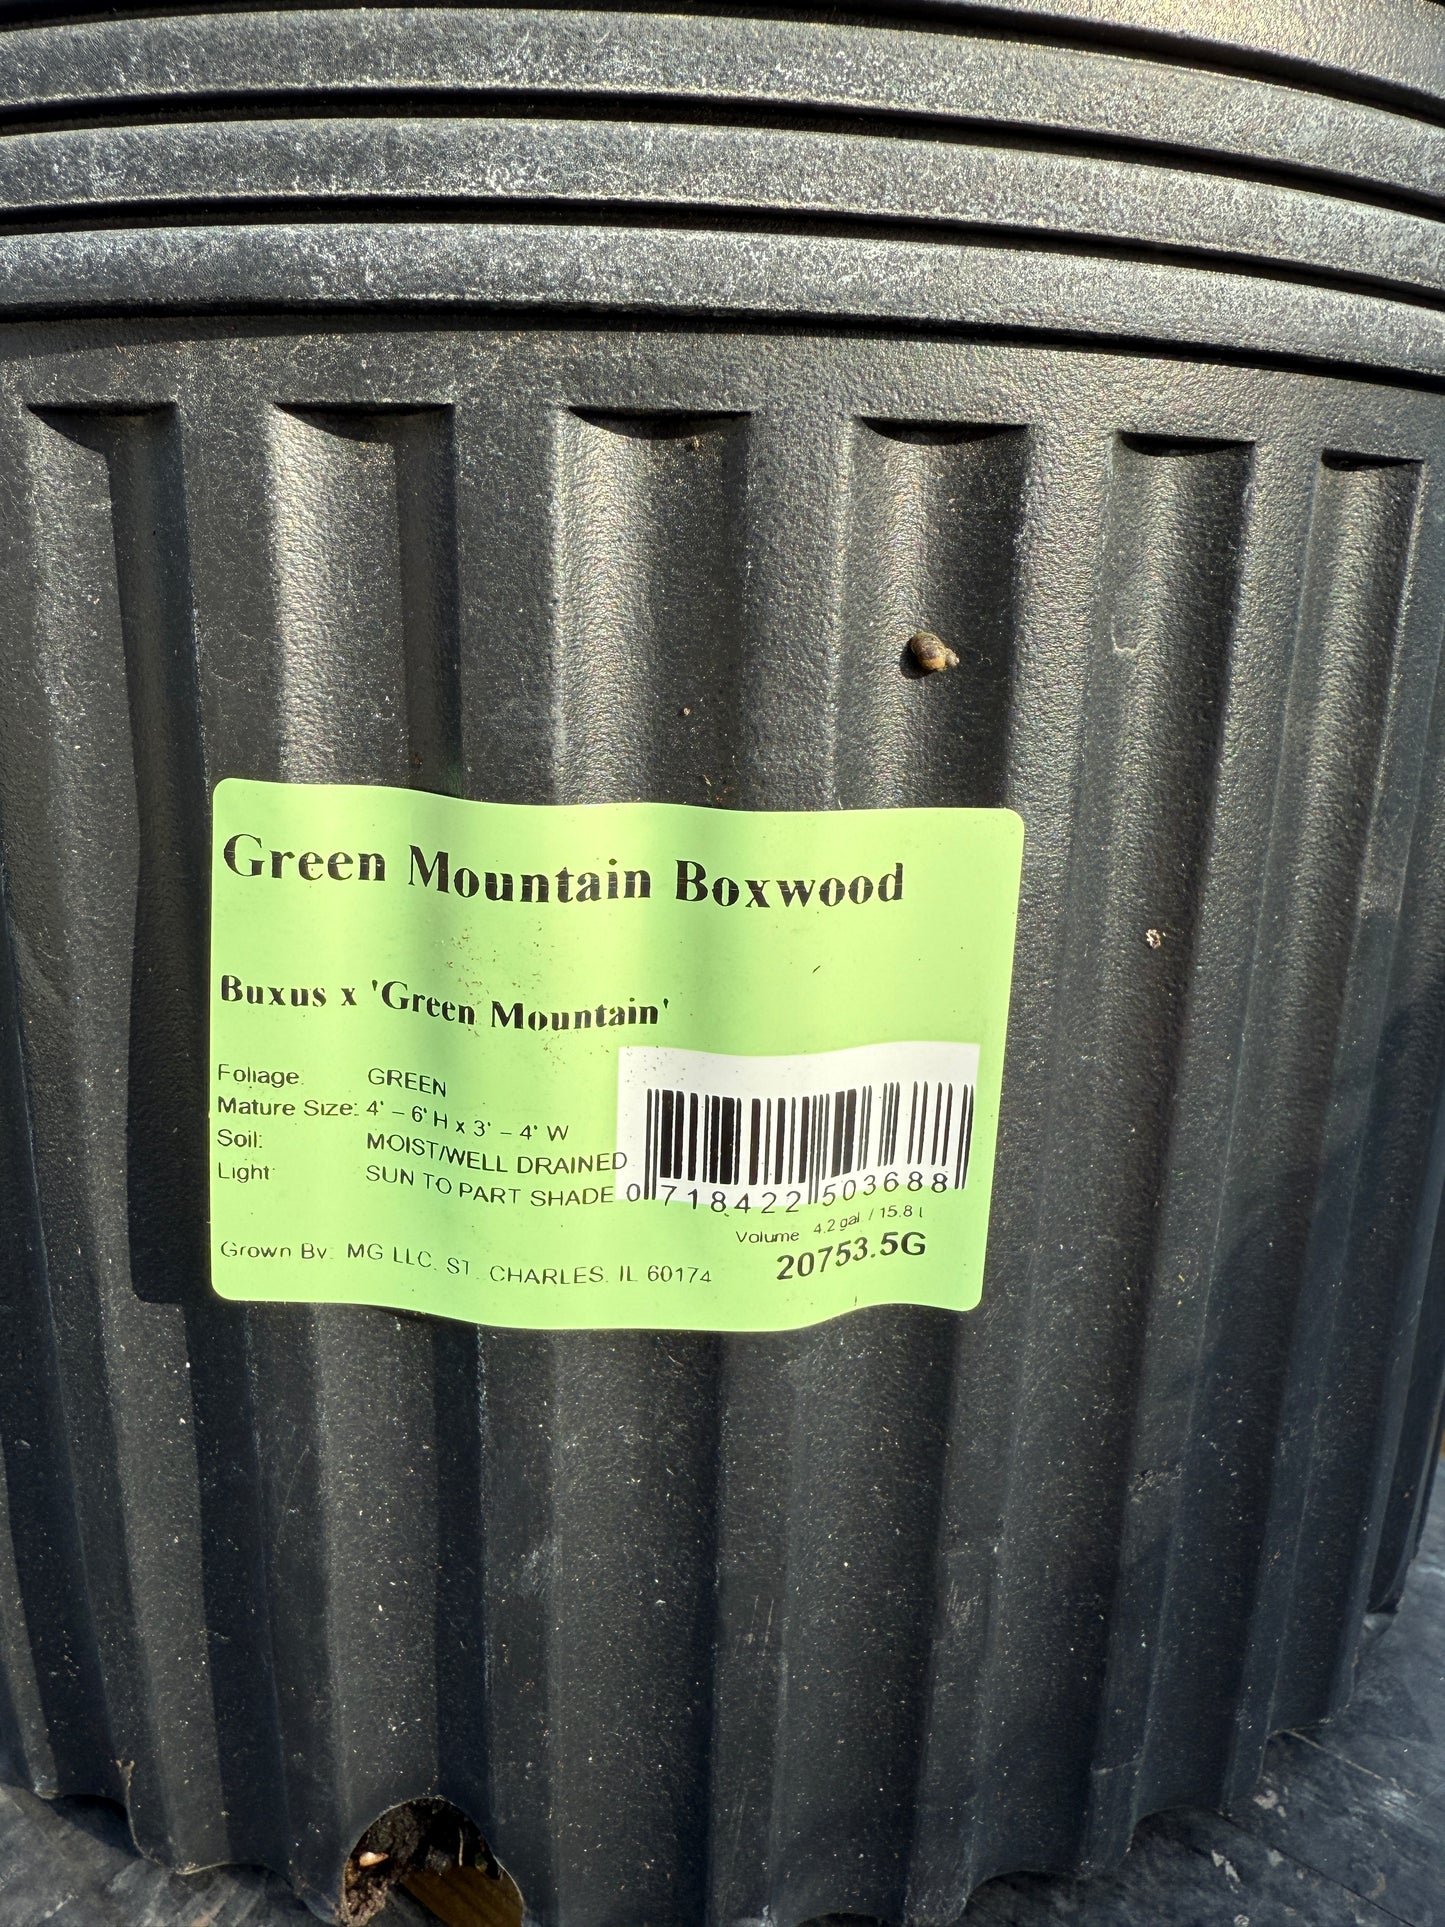 Green Mountain Boxwood
Buxus x 'Green Mountain'
Foliage: GREEN
Mature Size: 4' – 6' H x 3' – 4' W
Soil: MOIST/WELL DRAINED
Light: SUN TO PART SHADE
0 718422 503688
Volume 4.2 gal / 15.8 l
20753.5G
Grown By: MG LLC. ST. CHARLES. IL 60174